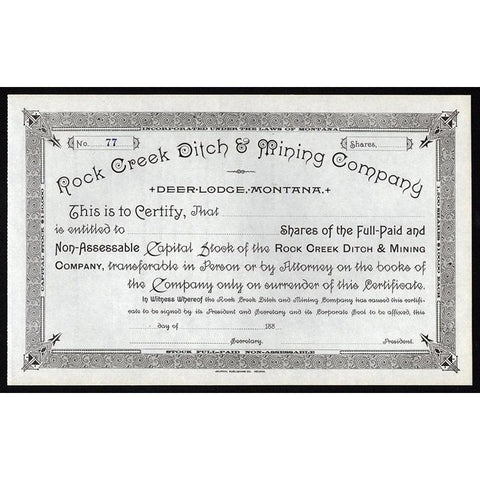 INCORPORATED UNDER THE LAWS OF MONTANA
No. 77
Shares,
Rock Creek Ditch & Mining Company
DEER-LODGE, MONTANA.
This is to Certify, That
is entitled to Shares of the Full-Paid and
Non-Assessable Capital Stock of the ROCK CREEK DITCH & MINING
COMPANY, transferable in Person or by Attorney on the books of
the Company only on surrender of this Certificate.
In Witness Whereof the Rock Creek Ditch and Mining Company has caused this certifi-
cate to be signed by its President and Secretary and its Corporate Seal to be affixed, this
day of 188
Secretary. President.
STOCK FULL-PAID NON-ASSESSABLE